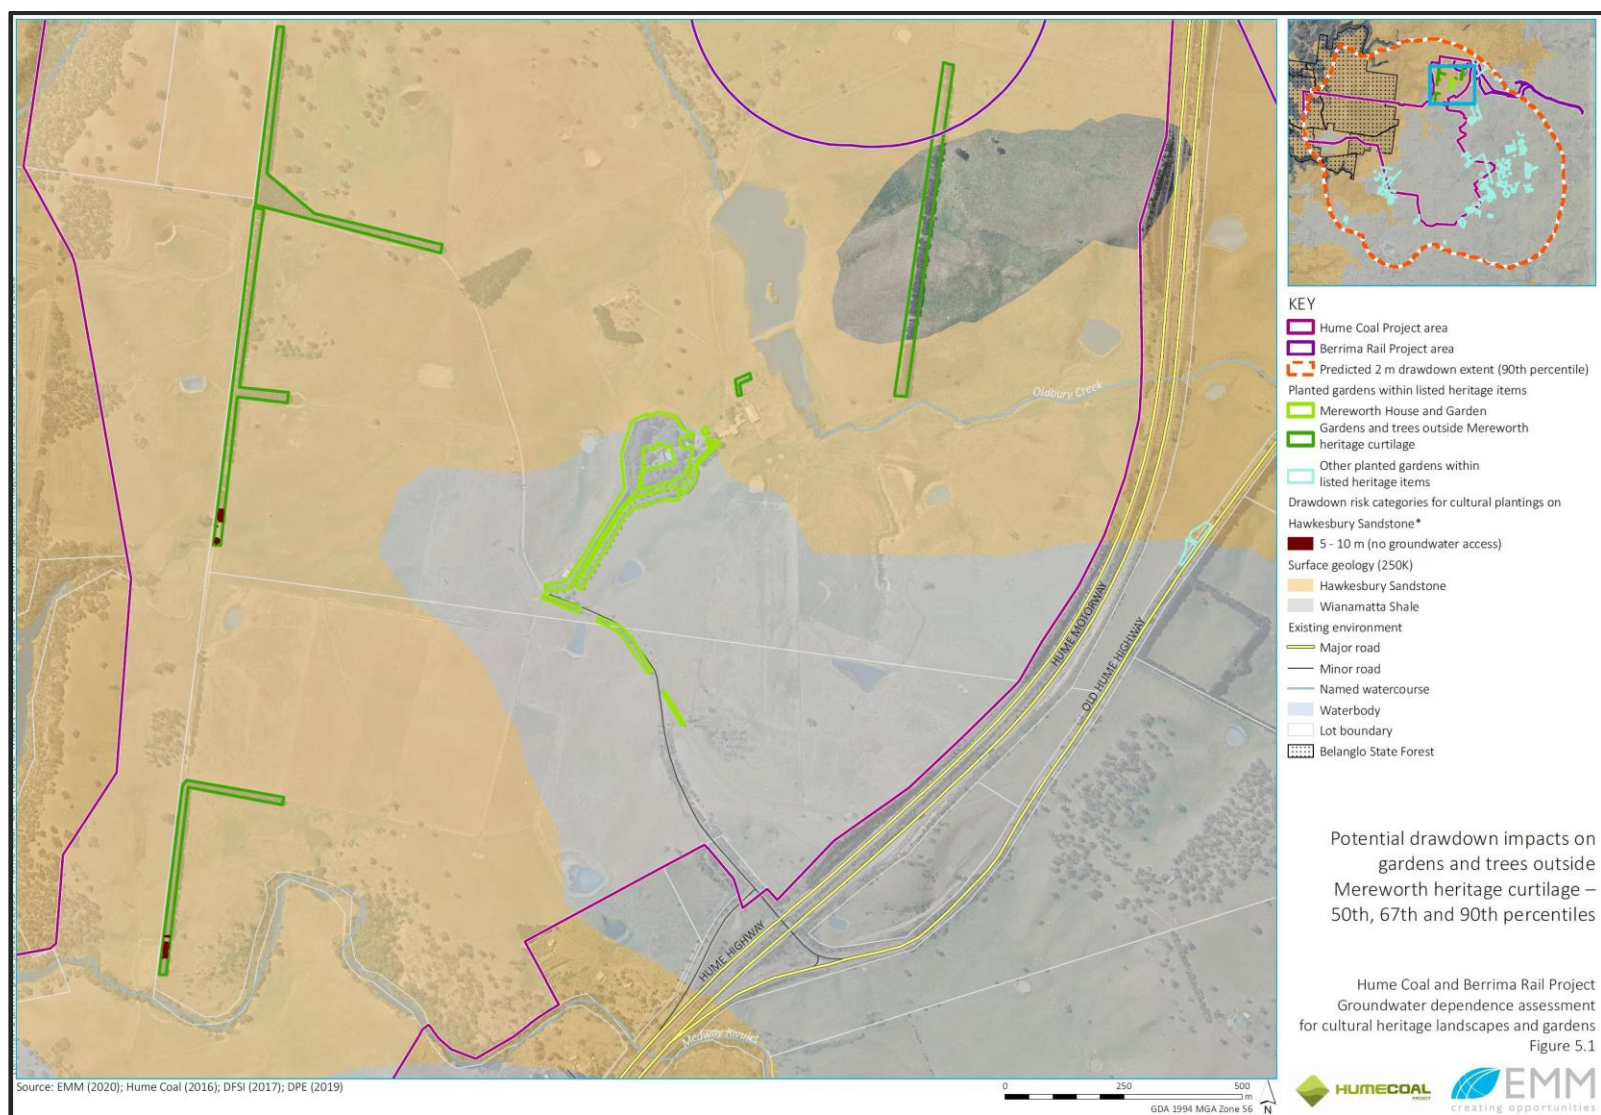 Oldbury Creek
HUME MOTORWAY
OLD HUME HIGHWAY
HUME HIGHWAY
Medway Rivulet
KEY
Hume Coal Project area
Berrima Rail Project area
Predicted 2 m drawdown extent (90th percentile)
Planted gardens within listed heritage items
Mereworth House and Garden
Gardens and trees outside Mereworth
heritage curtilage
Other planted gardens within
listed heritage items
Drawdown risk categories for cultural plantings on
Hawkesbury Sandstone*
5 - 10 m (no groundwater access)
Surface geology (250K)
Hawkesbury Sandstone
Wianamatta Shale
Existing environment
Major road
Minor road
Named watercourse
Waterbody
Lot boundary
Belanglo State Forest
Potential drawdown impacts on
gardens and trees outside
Mereworth heritage curtilage –
50th, 67th and 90th percentiles
Hume Coal and Berrima Rail Project
Groundwater dependence assessment
for cultural heritage landscapes and gardens
Figure 5.1
Source: EMM (2020); Hume Coal (2016); DFSI (2017); DPE (2019)
0 250 500
m
GDA 1994 MGA Zone 56
N
HUMECOAL
PROJECT
EMM
creating opportunities